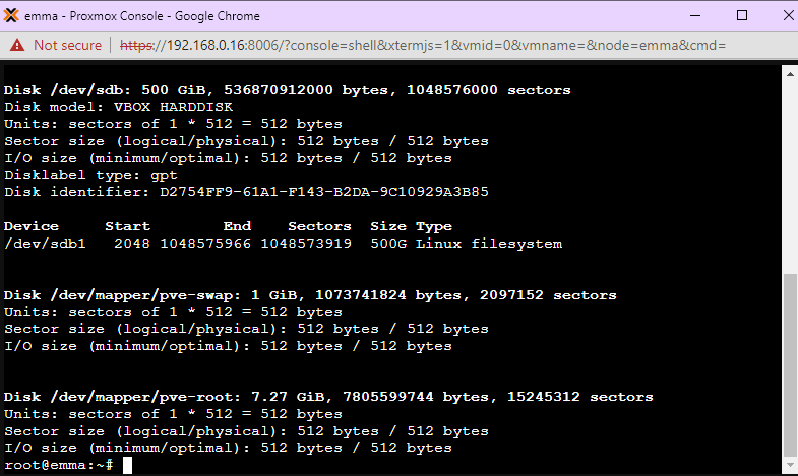 emma - Proxmox Console - Google Chrome
Not secure | https://192.168.0.16:8006/?console=shell&xtermjs=1&vmid=0&vmname=&node=emma&cmd=
Disk /dev/sdb: 500 GiB, 536870912000 bytes, 1048576000 sectors
Disk model: VBOX HARDDISK
Units: sectors of 1 * 512 = 512 bytes
Sector size (logical/physical): 512 bytes / 512 bytes
I/O size (minimum/optimal): 512 bytes / 512 bytes
Disklabel type: gpt
Disk identifier: D2754FF9-61A1-F143-B2DA-9C10929A3B85
Device Start End Sectors Size Type
/dev/sdb1 2048 1048575966 1048573919 500G Linux filesystem
Disk /dev/mapper/pve-swap: 1 GiB, 1073741824 bytes, 2097152 sectors
Units: sectors of 1 * 512 = 512 bytes
Sector size (logical/physical): 512 bytes / 512 bytes
I/O size (minimum/optimal): 512 bytes / 512 bytes
Disk /dev/mapper/pve-root: 7.27 GiB, 7805599744 bytes, 15245312 sectors
Units: sectors of 1 * 512 = 512 bytes
Sector size (logical/physical): 512 bytes / 512 bytes
I/O size (minimum/optimal): 512 bytes / 512 bytes
root@emma:~#